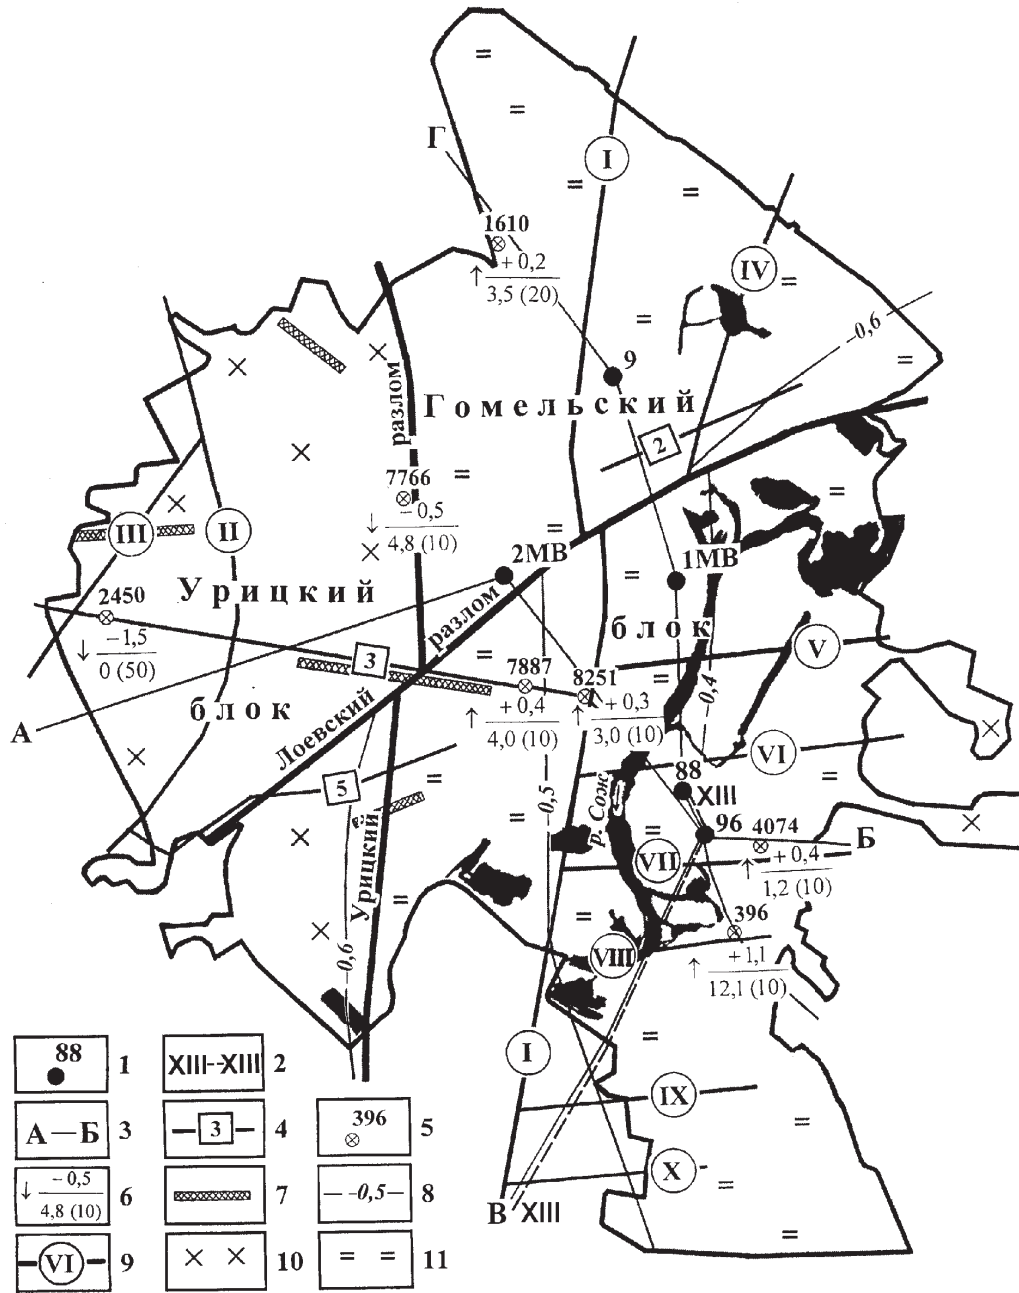 Г
I
1610
↑ +0,2
3,5 (20)
IV
-0,6
9
разлом
Гомельский
2
7766
↓ -0,5
4,8 (10)
III
II
2МВ
1МВ
Урицкий
2450
↓ -1,5
0 (50)
разлом
блок
3
7887
↑ +0,4
4,0 (10)
8251
↑ +0,3
3,0 (10)
-0,4
V
А
блок
Лоевский
VI
5
-0,5
р. Сож
88
XIII
96
4074
Б
↑ +0,4
1,2 (10)
VII
Урицкий
-0,6
396
VIII
↑ +1,1
12,1 (10)
I
IX
X
В XIII
88
1
XIII--XIII
2
А — Б
3
3
4
396
5
↓ -0,5
4,8 (10)
6
7
-0,5
8
VI
9
× ×
10
= =
11